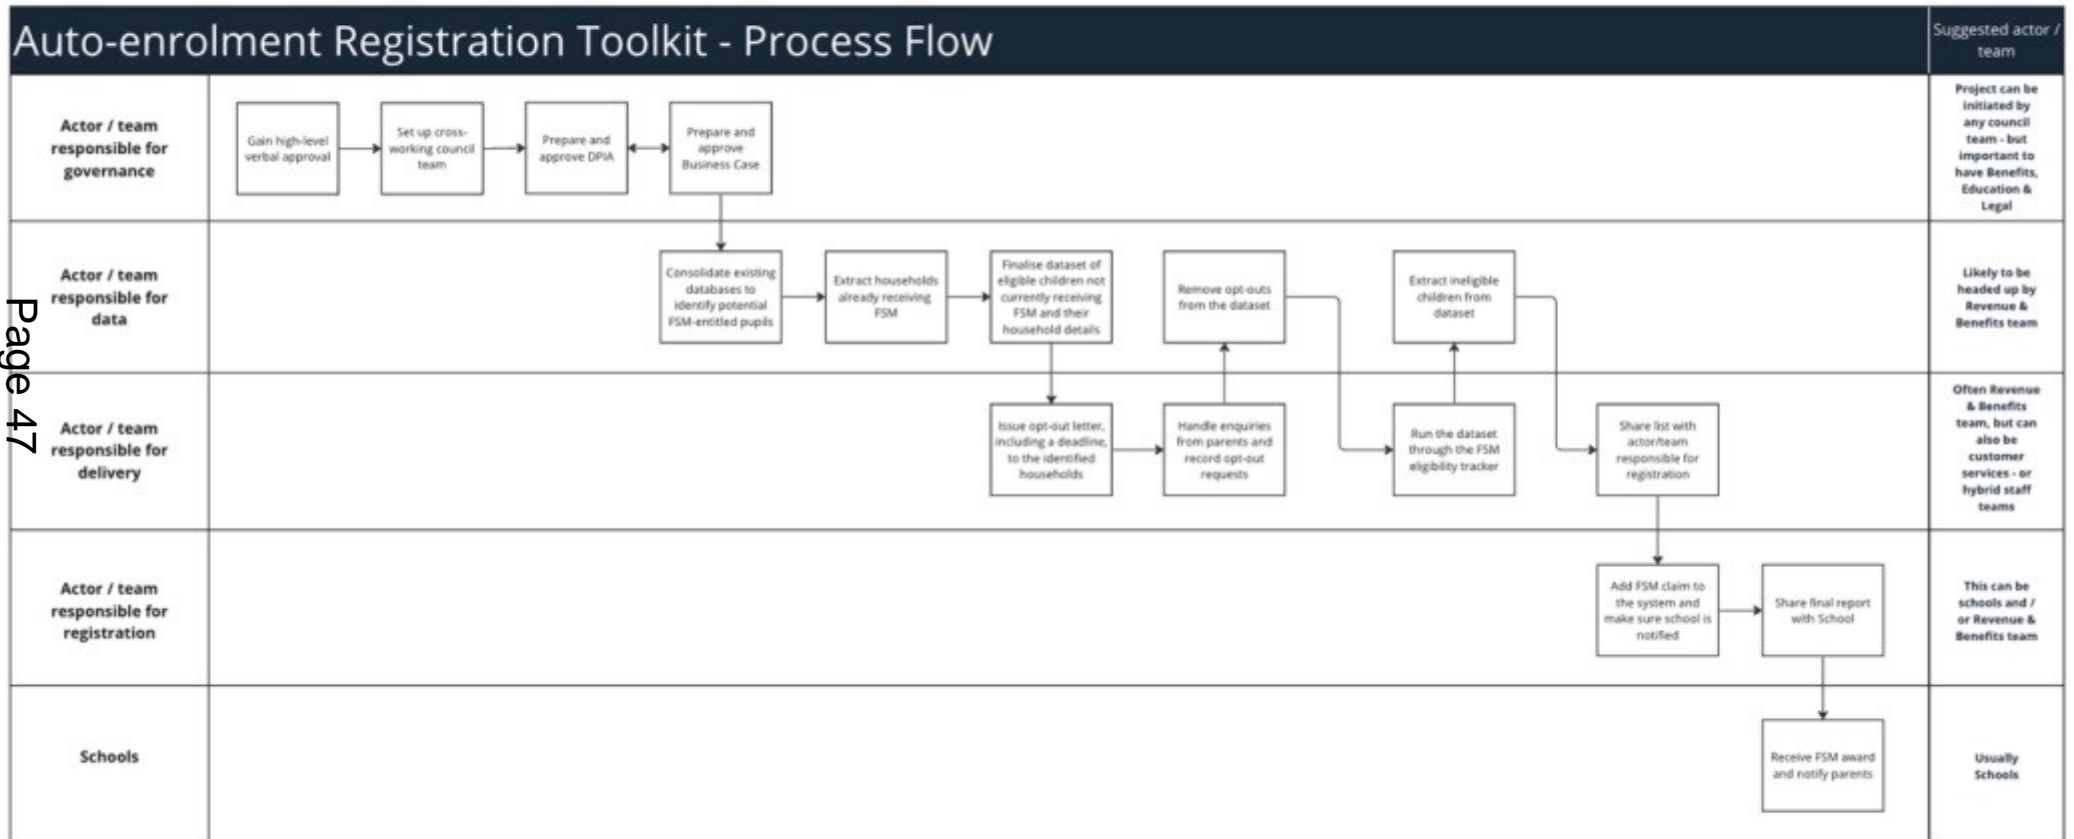 Auto-enrolment Registration Toolkit - Process Flow
Suggested actor /
team
Actor / team
responsible for
governance
Gain high-level
verbal approval
Set up cross-
working council
team
Prepare and
approve DPIA
Prepare and
approve
Business Case
Project can be
initiated by
any council
team - but
important to
have Benefits,
Education &
Legal
Actor / team
responsible for
data
Consolidate existing
databases to
identify potential
FSM-entitled pupils
Extract households
already receiving
FSM
Finalise dataset of
eligible children not
currently receiving
FSM and their
household details
Remove opt-outs
from the dataset
Extract ineligible
children from
dataset
Likely to be
headed up by
Revenue &
Benefits team
Page 47
Actor / team
responsible for
delivery
Issue opt-out letter,
including a deadline,
to the identified
households
Handle enquiries
from parents and
record opt-out
requests
Run the dataset
through the FSM
eligibility tracker
Share list with
actor/team
responsible for
registration
Often Revenue
& Benefits
team, but can
also be
customer
services - or
hybrid staff
teams
Actor / team
responsible for
registration
Add FSM claim to
the system and
make sure school is
notified
Share final report
with School
This can be
schools and /
or Revenue &
Benefits team
Schools
Receive FSM award
and notify parents
Usually
Schools